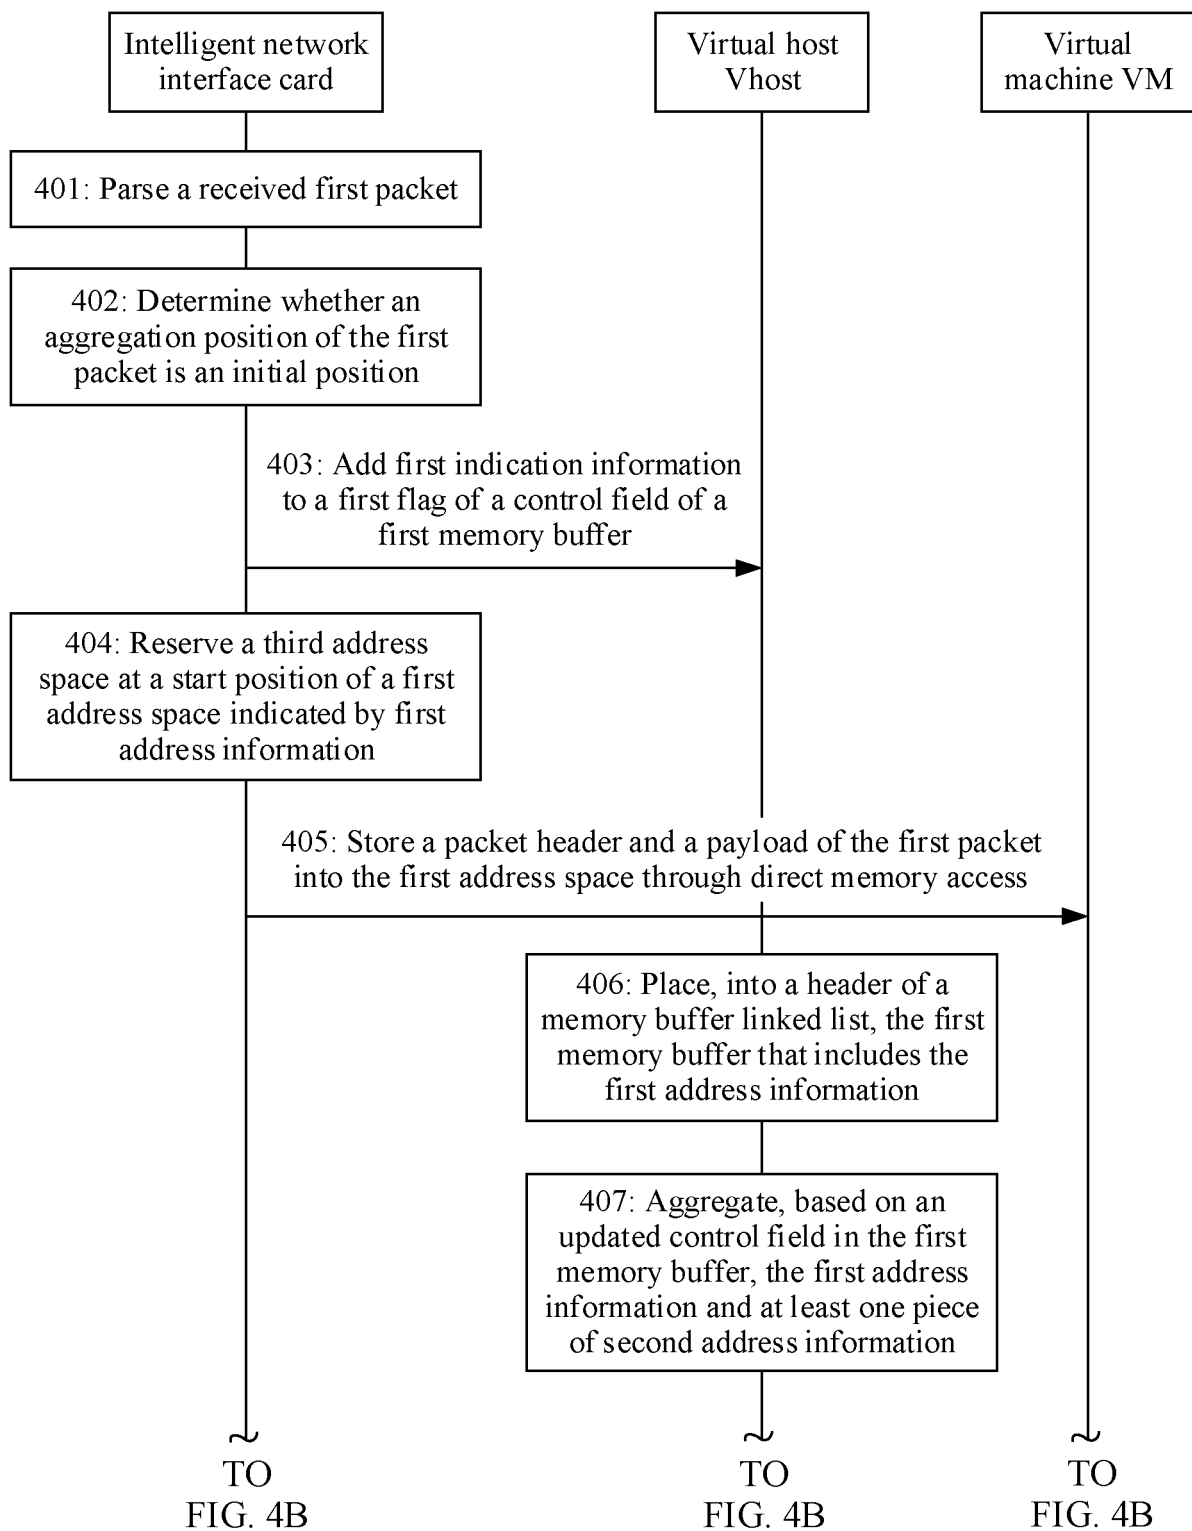 Intelligent network
interface card
Virtual host
Vhost
Virtual
machine VM
401: Parse a received first packet
402: Determine whether an
aggregation position of the first
packet is an initial position
403: Add first indication information
to a first flag of a control field of a
first memory buffer
404: Reserve a third address
space at a start position of a first
address space indicated by first
address information
405: Store a packet header and a payload of the first packet
into the first address space through direct memory access
406: Place, into a header of a
memory buffer linked list, the first
memory buffer that includes the
first address information
407: Aggregate, based on an
updated control field in the first
memory buffer, the first address
information and at least one piece
of second address information
TO
FIG. 4B
TO
FIG. 4B
TO
FIG. 4B